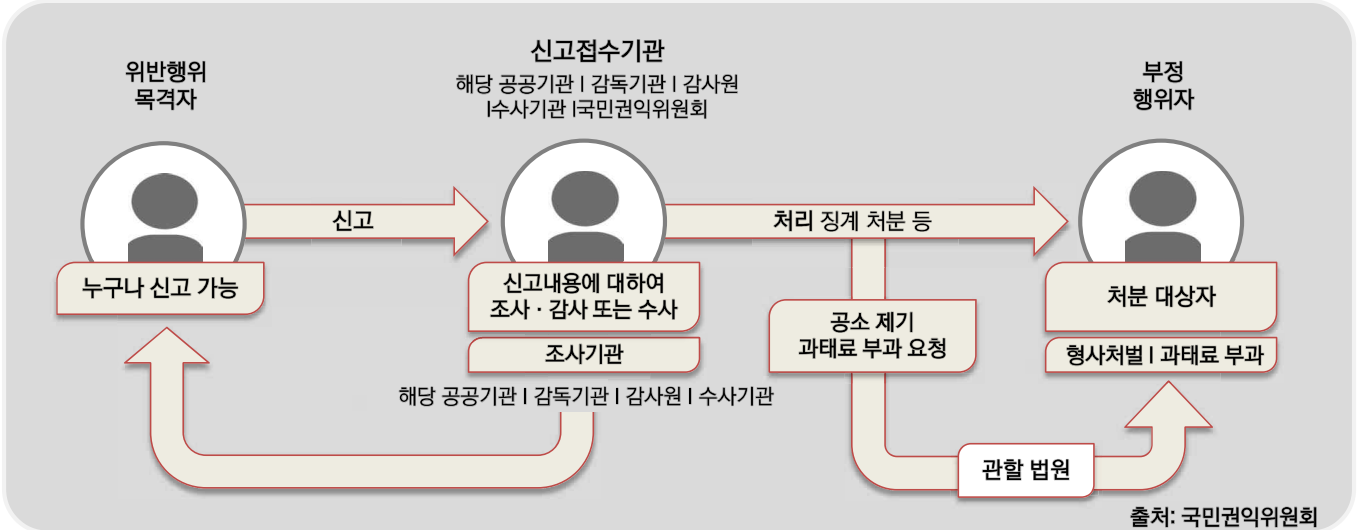 위반행위
목격자
신고접수기관
해당 공공기관 l 감독기관 l 감사원
l수사기관 l국민권익위원회
부정
행위자
신고
처리 징계 처분 등
누구나 신고 가능
신고내용에 대하여
조사 · 감사 또는 수사
조사기관
해당 공공기관 l 감독기관 l 감사원 l 수사기관
공소 제기
과태료 부과 요청
처분 대상자
형사처벌 l 과태료 부과
관할 법원
출처: 국민권익위원회